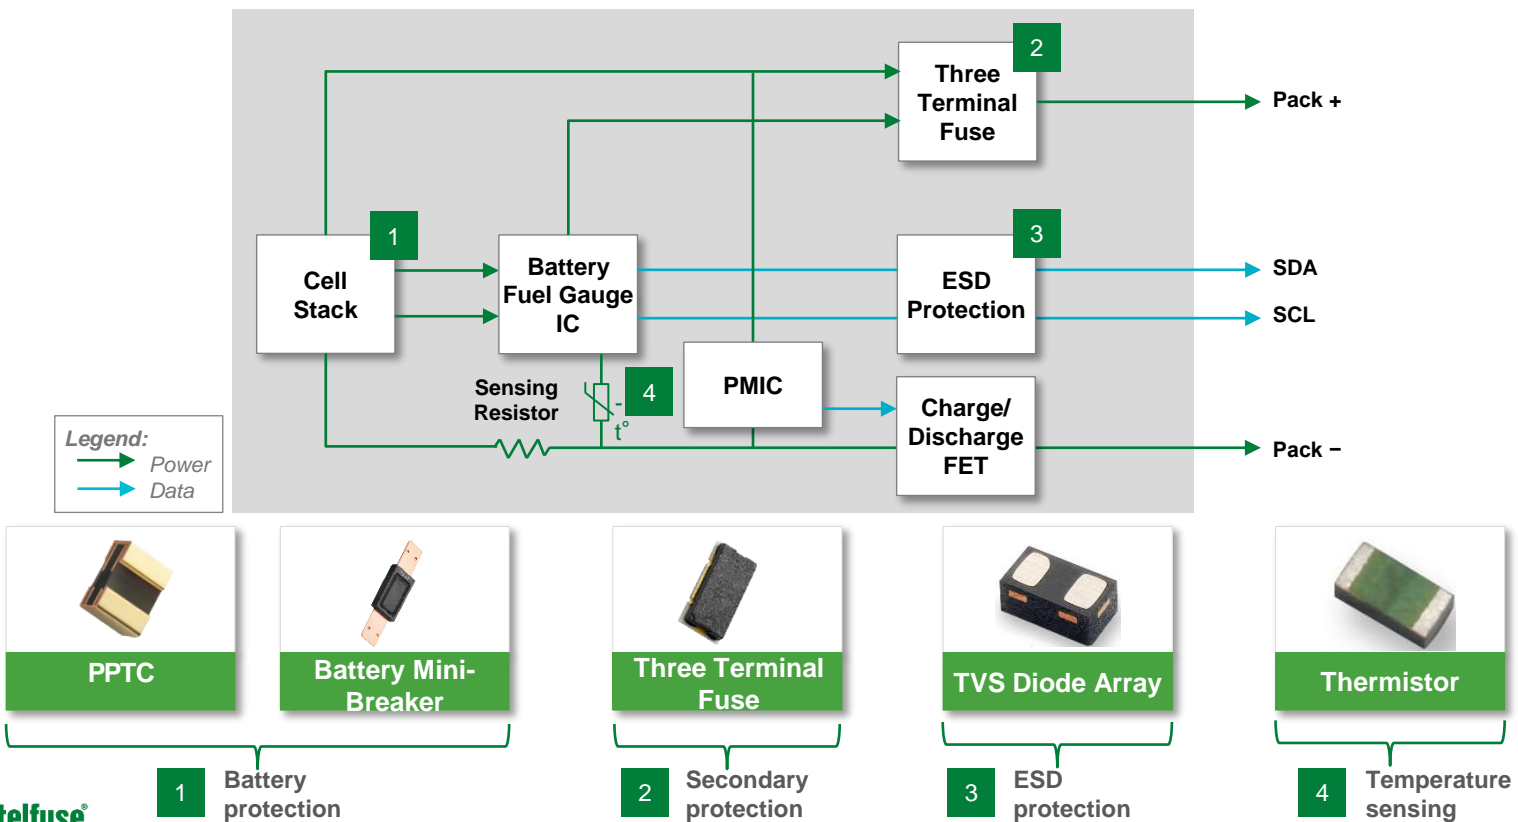 2
Three
Terminal
Fuse
Pack +
1
3
Cell
Stack
Battery
Fuel Gauge
IC
ESD
Protection
SDA
SCL
Sensing
Resistor
4
-
t°
PMIC
Charge/
Discharge
FET
Pack −
Legend:
Power
Data
PPTC
Battery Mini-
Breaker
Three Terminal
Fuse
TVS Diode Array
Thermistor
1
Battery
protection
2
Secondary
protection
3
ESD
protection
4
Temperature
sensing
telfuse®